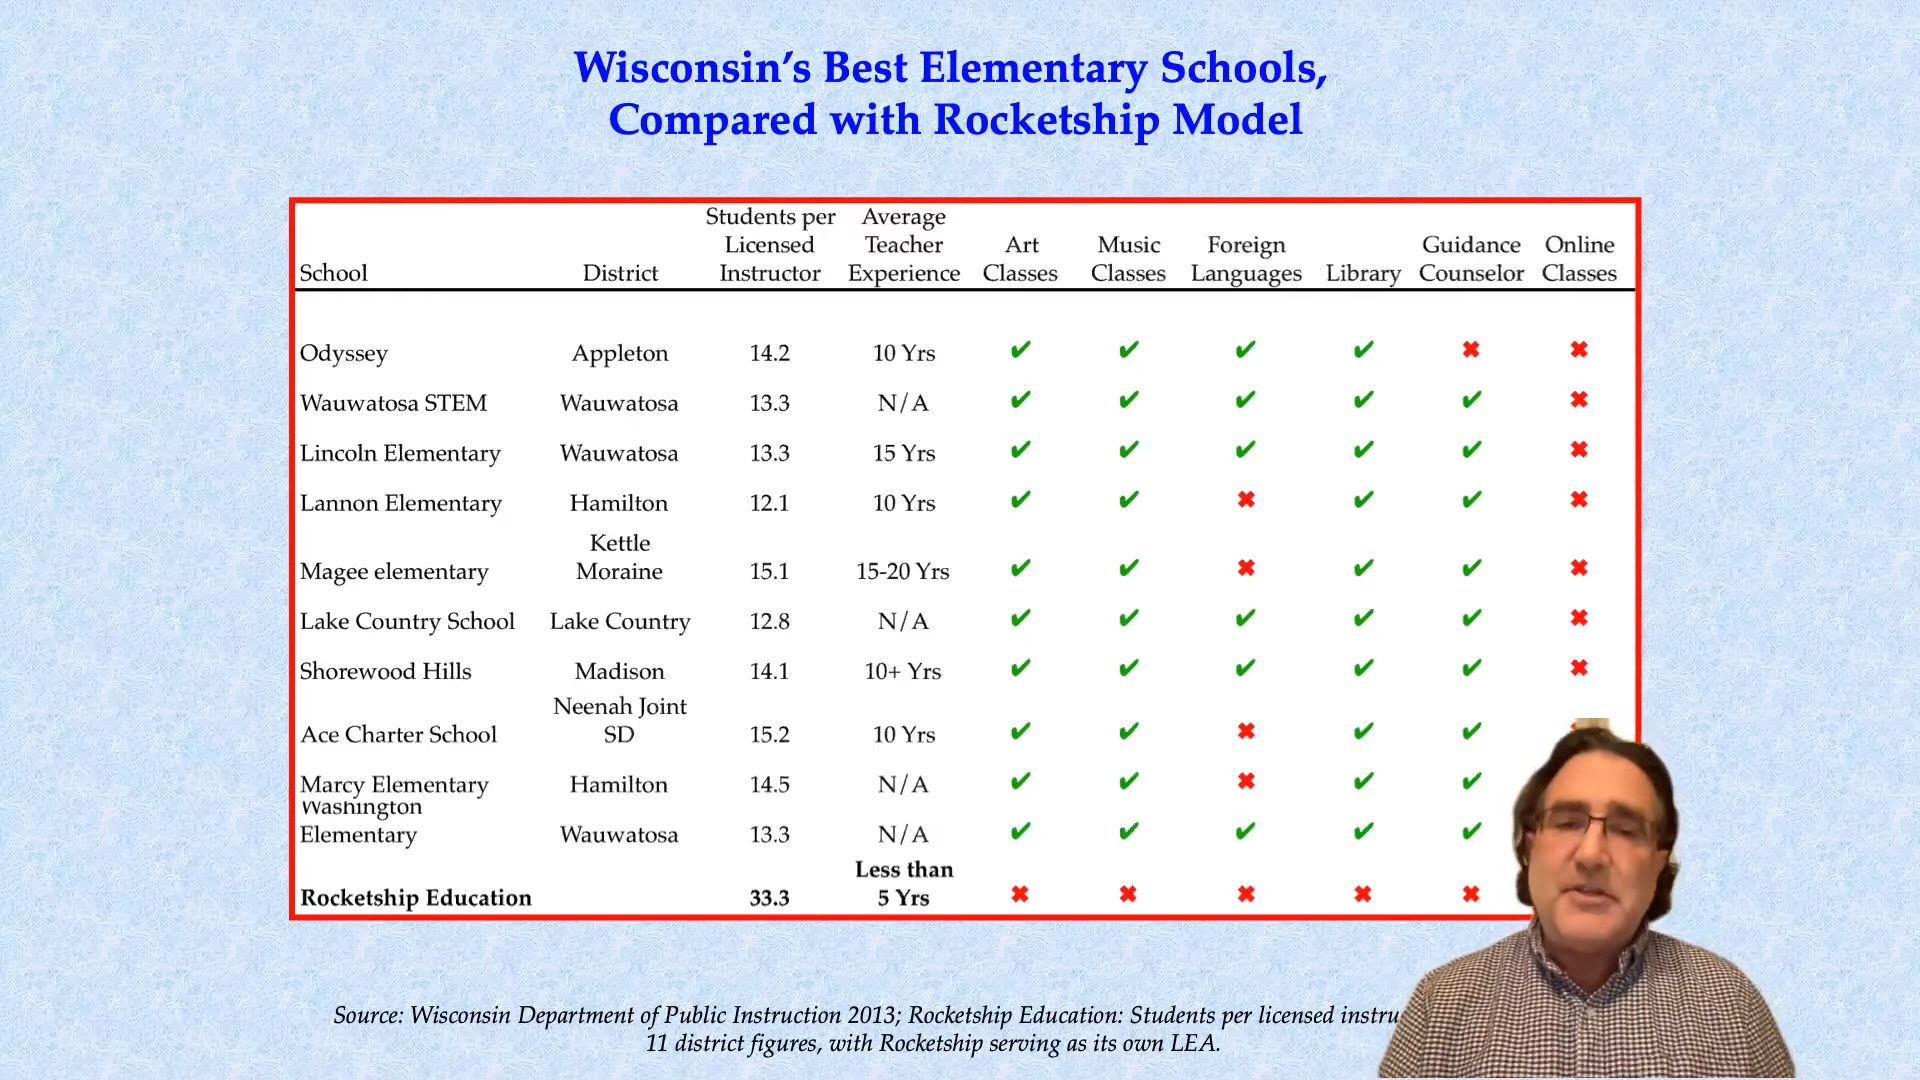 Wisconsin’s Best Elementary Schools,
Compared with Rocketship Model
School District Students per Licensed Instructor Average Teacher Experience Art Classes Music Classes Foreign Languages Library Guidance Counselor Online Classes
Odyssey Appleton 14.2 10 Yrs ✔ ✔ ✔ ✔ ✖ ✖
Wauwatosa STEM Wauwatosa 13.3 N/A ✔ ✔ ✔ ✔ ✔ ✖
Lincoln Elementary Wauwatosa 13.3 15 Yrs ✔ ✔ ✔ ✔ ✔ ✖
Lannon Elementary Hamilton 12.1 10 Yrs ✔ ✔ ✖ ✔ ✔ ✖
Magee elementary Kettle Moraine 15.1 15-20 Yrs ✔ ✔ ✖ ✔ ✔ ✖
Lake Country School Lake Country 12.8 N/A ✔ ✔ ✔ ✔ ✔ ✖
Shorewood Hills Madison 14.1 10+ Yrs ✔ ✔ ✔ ✔ ✔ ✖
Ace Charter School Neenah Joint SD 15.2 10 Yrs ✔ ✔ ✖ ✔ ✔
Marcy Elementary Hamilton 14.5 N/A ✔ ✔ ✖ ✔ ✔
Washington Elementary Wauwatosa 13.3 N/A ✔ ✔ ✔ ✔ ✔
Rocketship Education 33.3 Less than 5 Yrs ✖ ✖ ✖ ✖ ✖
Source: Wisconsin Department of Public Instruction 2013; Rocketship Education: Students per licensed
11 district figures, with Rocketship serving as its own LEA.